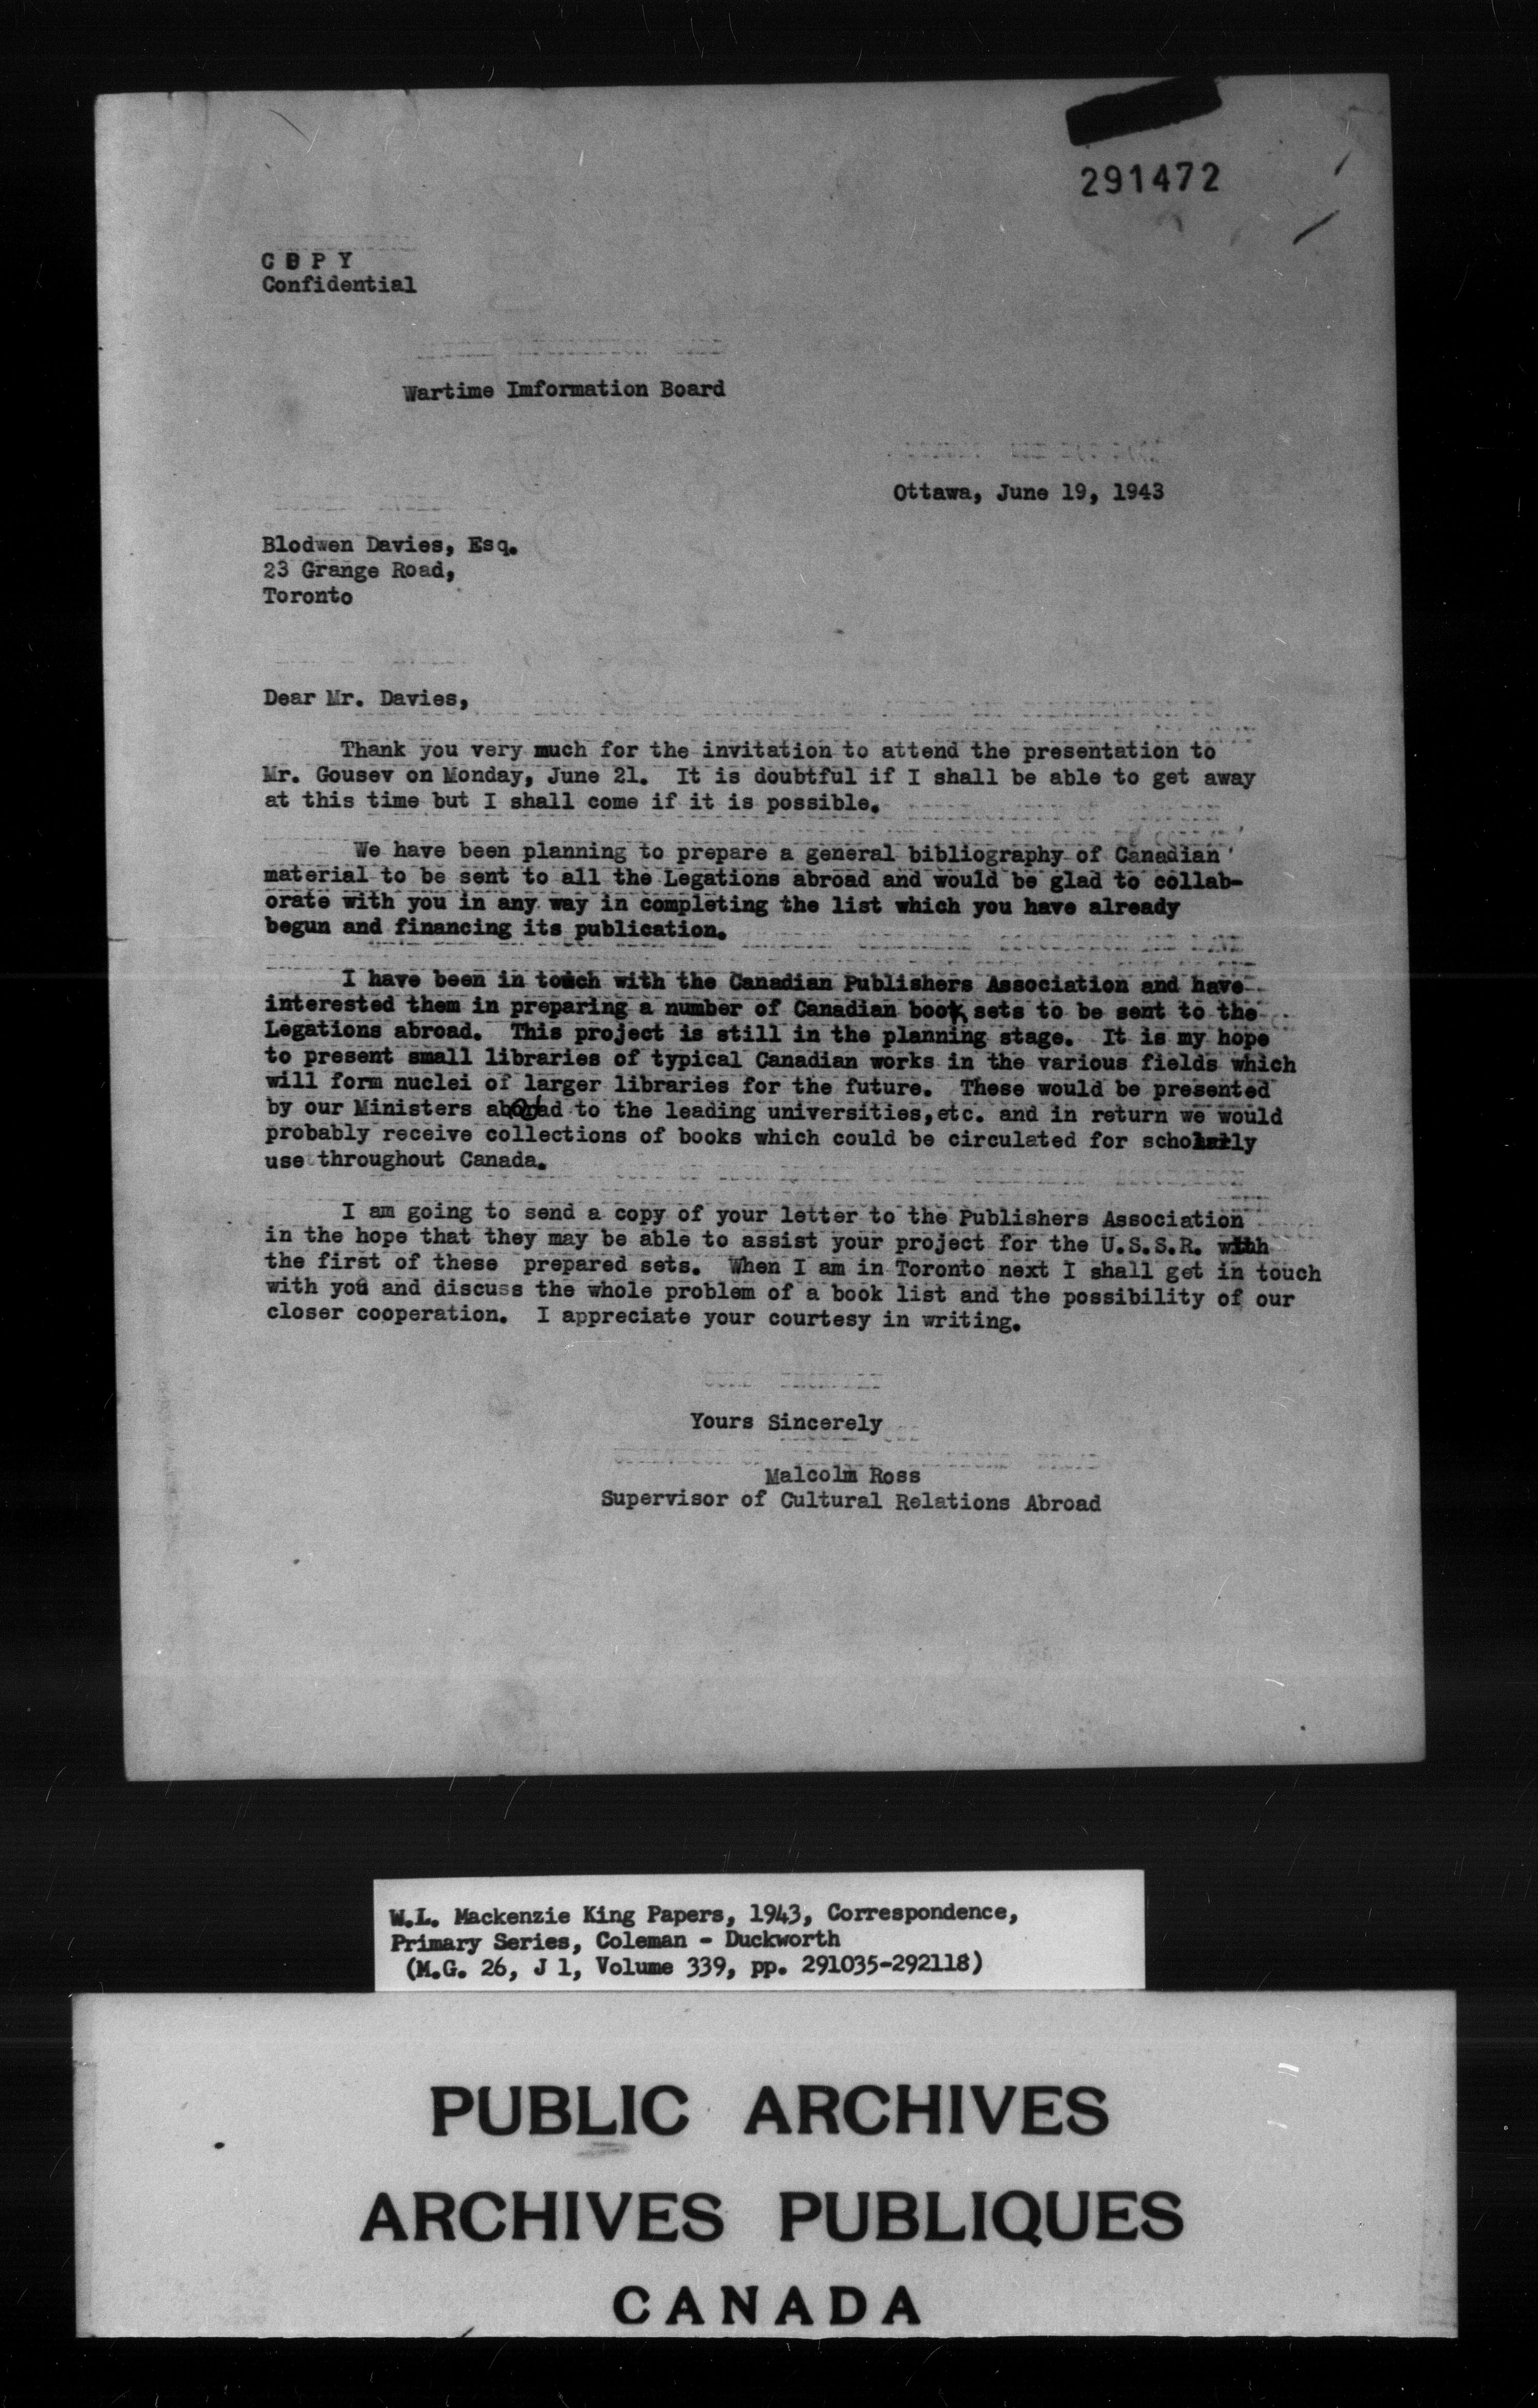 291472
C O P Y
Confidential
Wartime Imformation Board
Ottawa, June 19, 1943
Blodwen Davies, Esq.
23 Grange Road,
Toronto
Dear Mr. Davies,
Thank you very much for the invitation to attend the presentation to
Mr. Gousev on Monday, June 21. It is doubtful if I shall be able to get away
at this time but I shall come if it is possible.
We have been planning to prepare a general bibliography of Canadian
material to be sent to all the Legations abroad and would be glad to collab-
orate with you in any way in completing the list which you have already
begun and financing its publication.
I have been in touch with the Canadian Publishers Association and have
interested them in preparing a number of Canadian book sets to be sent to the
Legations abroad. This project is still in the planning stage. It is my hope
to present small libraries of typical Canadian works in the various fields which
will form nuclei of larger libraries for the future. These would be presented
by our Ministers abroad to the leading universities, etc. and in return we would
probably receive collections of books which could be circulated for scholarly
use throughout Canada.
I am going to send a copy of your letter to the Publishers Association
in the hope that they may be able to assist your project for the U.S.S.R. with
the first of these prepared sets. When I am in Toronto next I shall get in touch
with you and discuss the whole problem of a book list and the possibility of our
closer cooperation. I appreciate your courtesy in writing.
Yours Sincerely
Malcolm Ross
Supervisor of Cultural Relations Abroad
W.L. Mackenzie King Papers, 1943, Correspondence,
Primary Series, Coleman - Duckworth
(M.G. 26, J 1, Volume 339, pp. 291035-292118)
PUBLIC ARCHIVES
ARCHIVES PUBLIQUES
CANADA